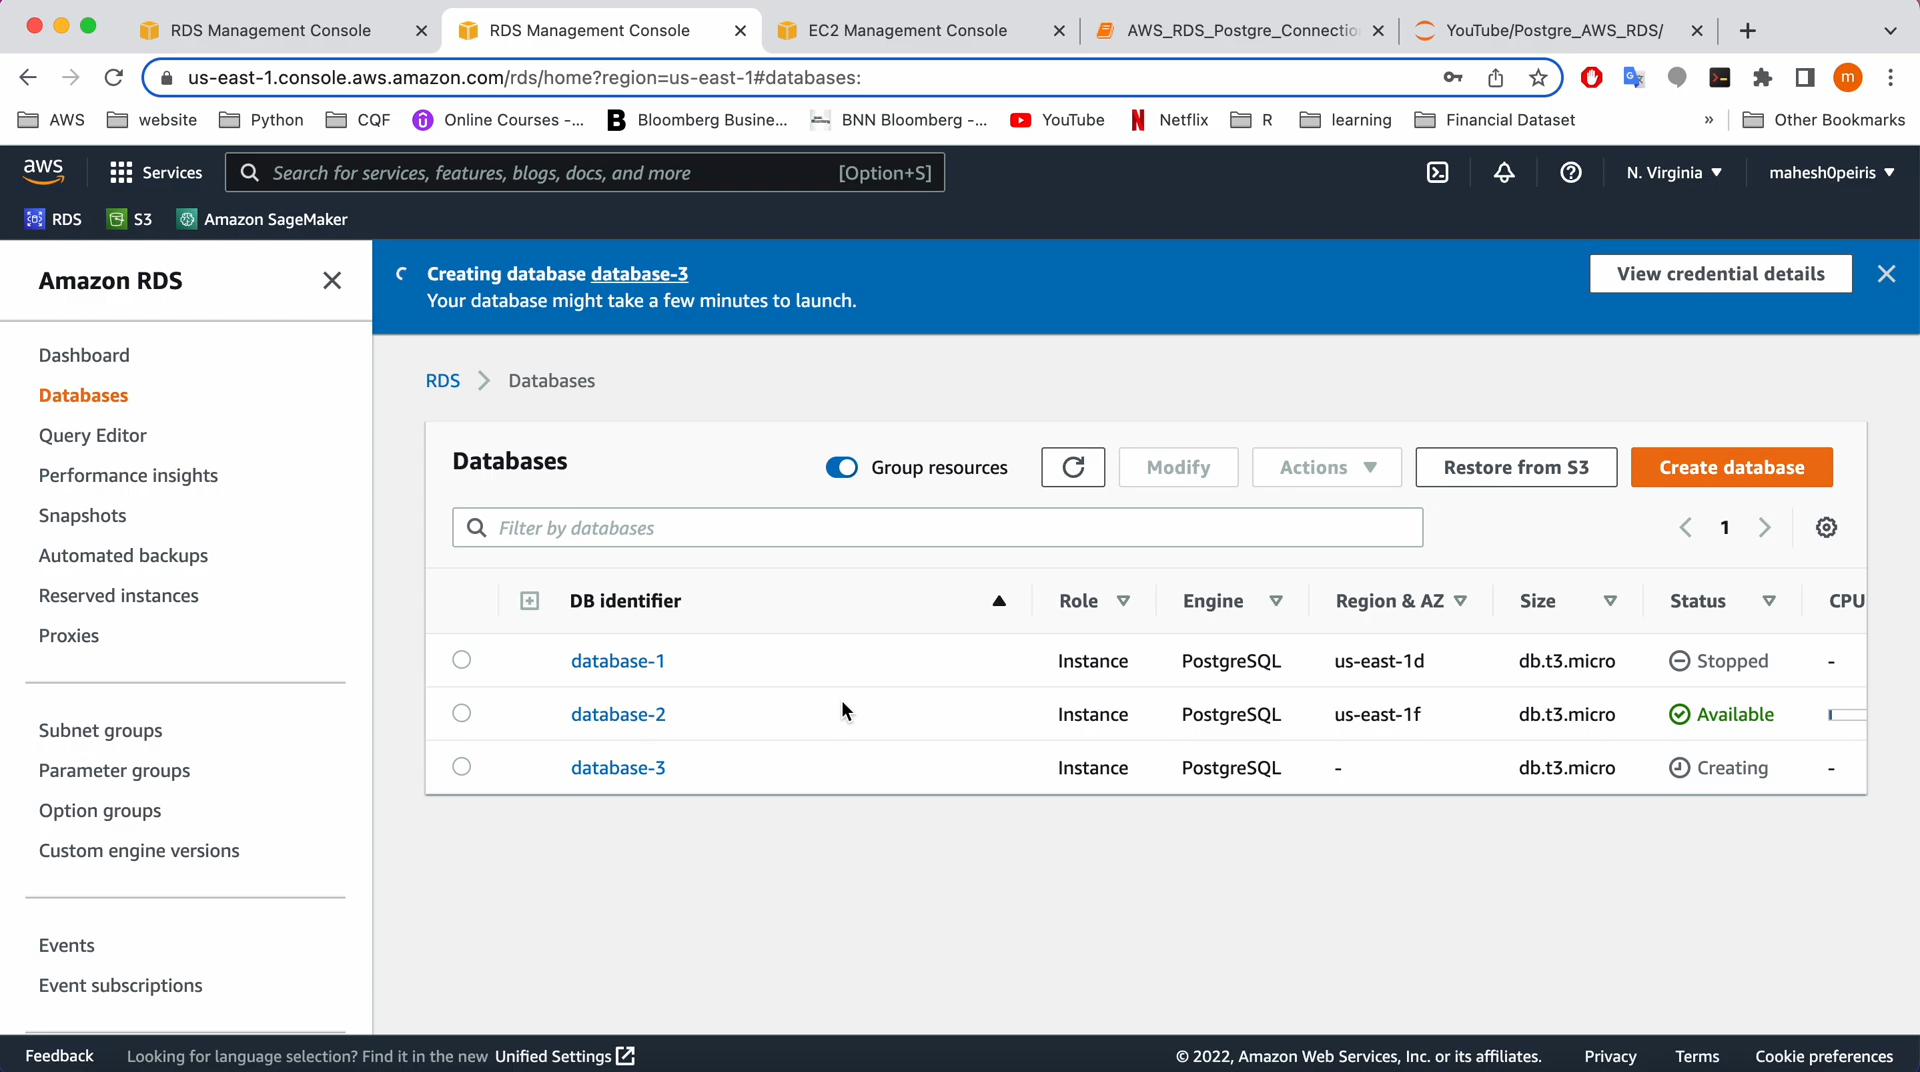 RDS Management Console
RDS Management Console
EC2 Management Console
AWS_RDS_Postgre_Connectio
YouTube/Postgre_AWS_RDS/
us-east-1.console.aws.amazon.com/rds/home?region=us-east-1#databases:
m
AWS
website
Python
CQF
Online Courses -...
B Bloomberg Busine...
BNN Bloomberg -...
YouTube
N Netflix
R
learning
Financial Dataset
»
Other Bookmarks
aws
Services
Search for services, features, blogs, docs, and more
[Option+S]
N. Virginia
mahesh0peiris
RDS
S3
Amazon SageMaker
Amazon RDS
Creating database database-3
Your database might take a few minutes to launch.
View credential details
Dashboard
Databases
Query Editor
Performance insights
Snapshots
Automated backups
Reserved instances
Proxies
Subnet groups
Parameter groups
Option groups
Custom engine versions
Events
Event subscriptions
RDS > Databases
Databases
Group resources
Modify
Actions
Restore from S3
Create database
Filter by databases
1
DB identifier Role Engine Region & AZ Size Status CPU
database-1 Instance PostgreSQL us-east-1d db.t3.micro Stopped -
database-2 Instance PostgreSQL us-east-1f db.t3.micro Available
database-3 Instance PostgreSQL - db.t3.micro Creating -
Feedback
Looking for language selection? Find it in the new Unified Settings
© 2022, Amazon Web Services, Inc. or its affiliates.
Privacy
Terms
Cookie preferences